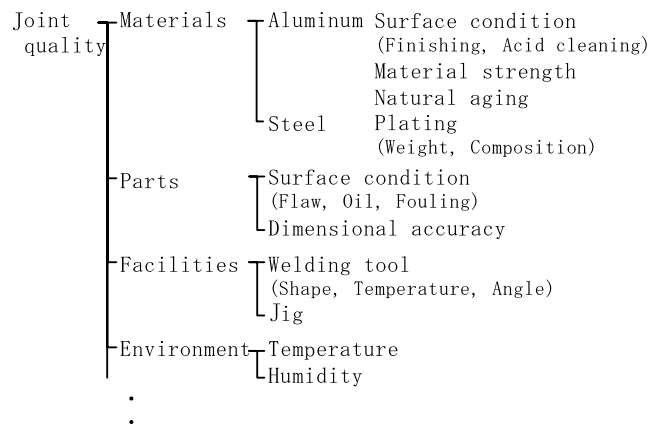 Joint Materials Aluminum Surface condition
quality (Finishing, Acid cleaning)
Material strength
Natural aging
Steel Plating
(Weight, Composition)
Parts Surface condition
(Flaw, Oil, Fouling)
Dimensional accuracy
Facilities Welding tool
(Shape, Temperature, Angle)
Jig
Environment Temperature
Humidity